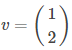 v = (1
2)